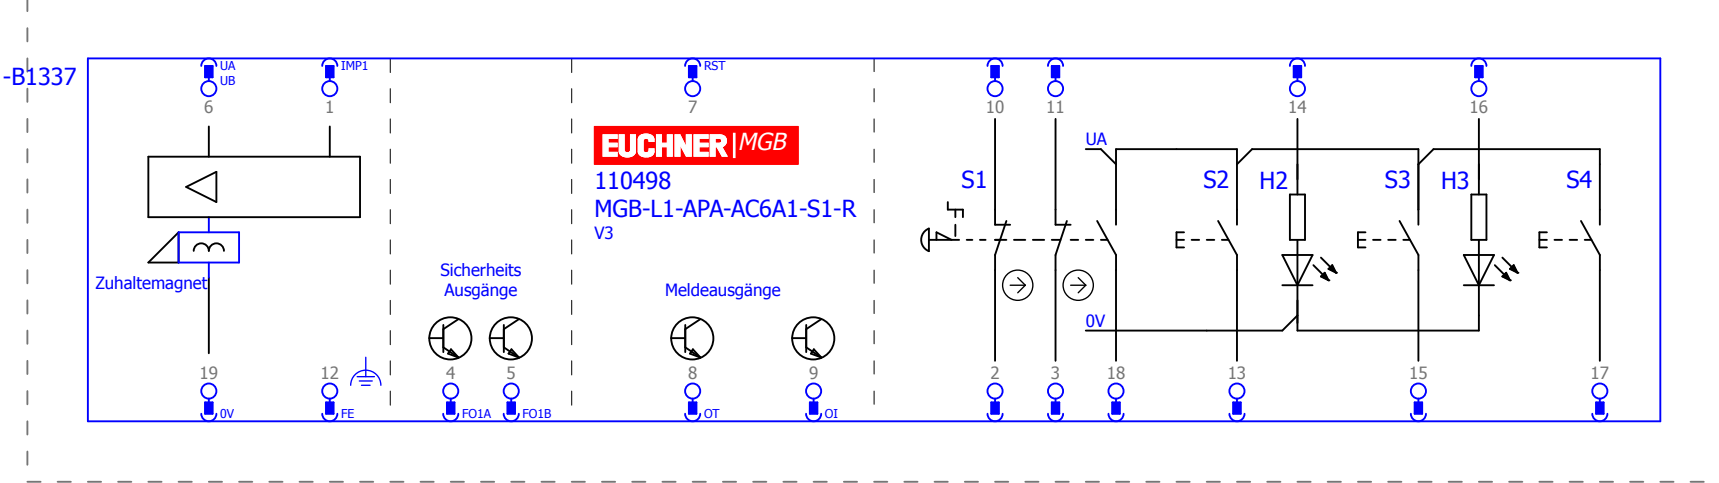 -B1337
UA
UB
IMP1
RST
6
1
7
10
11
14
16
EUCHNER|MGB
110498
MGB-L1-APA-AC6A1-S1-R
V3
UA
S1
S2
H2
S3
H3
S4
Zuhaltemagnet
Sicherheits
Ausgänge
Meldeausgänge
0V
19
12
4
5
8
9
2
3
18
13
15
17
0V
FE
FO1A
FO1B
OT
OI